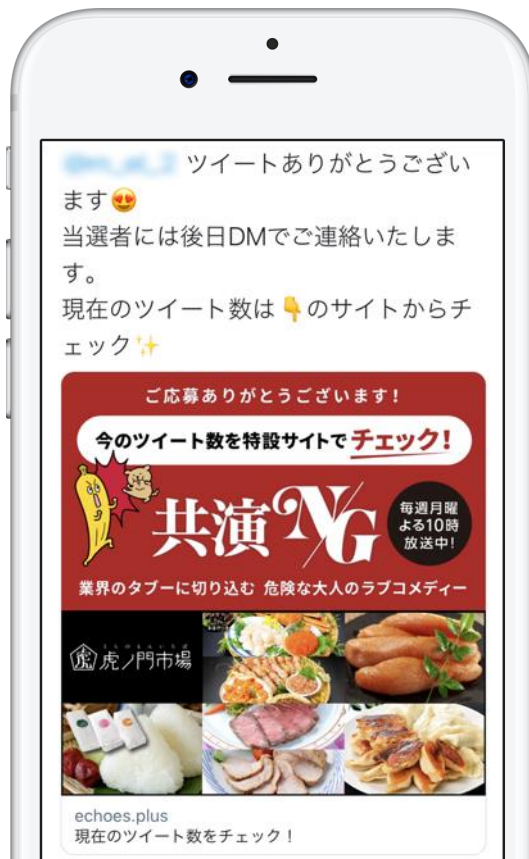 ツイートありがとうござい
ます😍
当選者には後日DMでご連絡いたしま
す。
現在のツイート数は👇のサイトからチ
ェック✨
ご応募ありがとうございます！
今のツイート数を特設サイトでチェック！
共演NG
毎週月曜
よる10時
放送中！
業界のタブーに切り込む 危険な大人のラブコメディー
虎ノ門市場
echoes.plus
現在のツイート数をチェック！